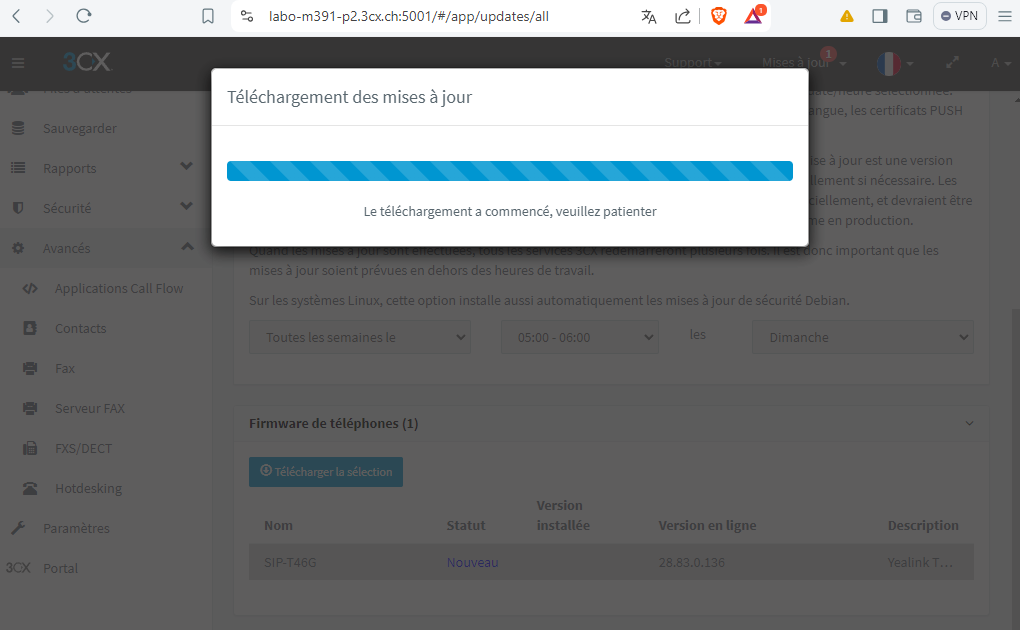 labo-m391-p2.3cx.ch:5001/#/app/updates/all
1
VPN
3CX
Support
Mises à jour
1
A
Téléchargement des mises à jour
Le téléchargement a commencé, veuillez patienter
Sauvegarder
Rapports
Sécurité
Avancés
Applications Call Flow
Contacts
Fax
Serveur FAX
FXS/DECT
Hotdesking
Paramètres
3CX Portal
sélectionnée.
angue, les certificats PUSH
ise à jour est une version
llement si nécessaire. Les
ciellement, et devraient être
me en production.
Quand les mises à jour sont effectuées, tous les services 3CX redémarreront plusieurs fois. Il est donc important que les
mises à jour soient prévues en dehors des heures de travail.
Sur les systèmes Linux, cette option installe aussi automatiquement les mises à jour de sécurité Debian.
Toutes les semaines le
05:00 - 06:00
les
Dimanche
Firmware de téléphones (1)
Télécharger la sélection
Nom
Statut
Version installée
Version en ligne
Description
SIP-T46G
Nouveau
28.83.0.136
Yealink T...